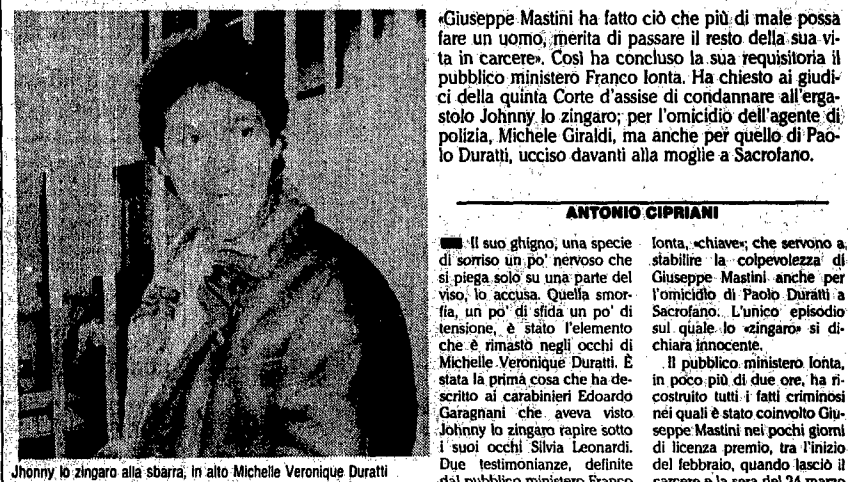 «Giuseppe Mastini ha fatto ciò che più di male possa
fare un uomo, merita di passare il resto della sua vi-
ta in carcere». Così ha concluso la sua requisitoria il
pubblico ministero Franco Ionta. Ha chiesto ai giudi-
ci della quinta Corte d'assise di condannare all'erga-
stolo Johnny lo zingaro; per l'omicidio dell'agente di
polizia, Michele Giraldi, ma anche per quello di Pao-
lo Duratti, ucciso davanti alla moglie a Sacrofano.
ANTONIO CIPRIANI
Il suo ghigno, una specie
di sorriso un po' nervoso che
si piega solo su una parte del
viso, lo accusa. Quella smor-
fia, un po' di sfida un po' di
tensione, è stato l'elemento
che è rimasto negli occhi di
Michelle Veronique Duratti. È
stata la prima cosa che ha de-
scritto ai carabinieri Edoardo
Garagnani che aveva visto
Johnny lo zingaro rapire sotto
i suoi occhi Silvia Leonardi.
Due testimonianze, definite
dal pubblico ministero Franco
Ionta, «chiave», che servono a
stabilire la colpevolezza di
Giuseppe Mastini anche per
l'omicidio di Paolo Duratti a
Sacrofano. L'unico episodio
sul quale lo «zingaro» si di-
chiara innocente.
Il pubblico ministero Ionta,
in poco più di due ore, ha ri-
costruito tutti i fatti criminosi
nei quali è stato coinvolto Giu-
seppe Mastini nei pochi giorni
di licenza premio, tra l'inizio
del febbraio, quando lasciò il
carcere e la sera del 24 marzo
Jhonny lo zingaro alla sbarra, in alto Michelle Veronique Duratti